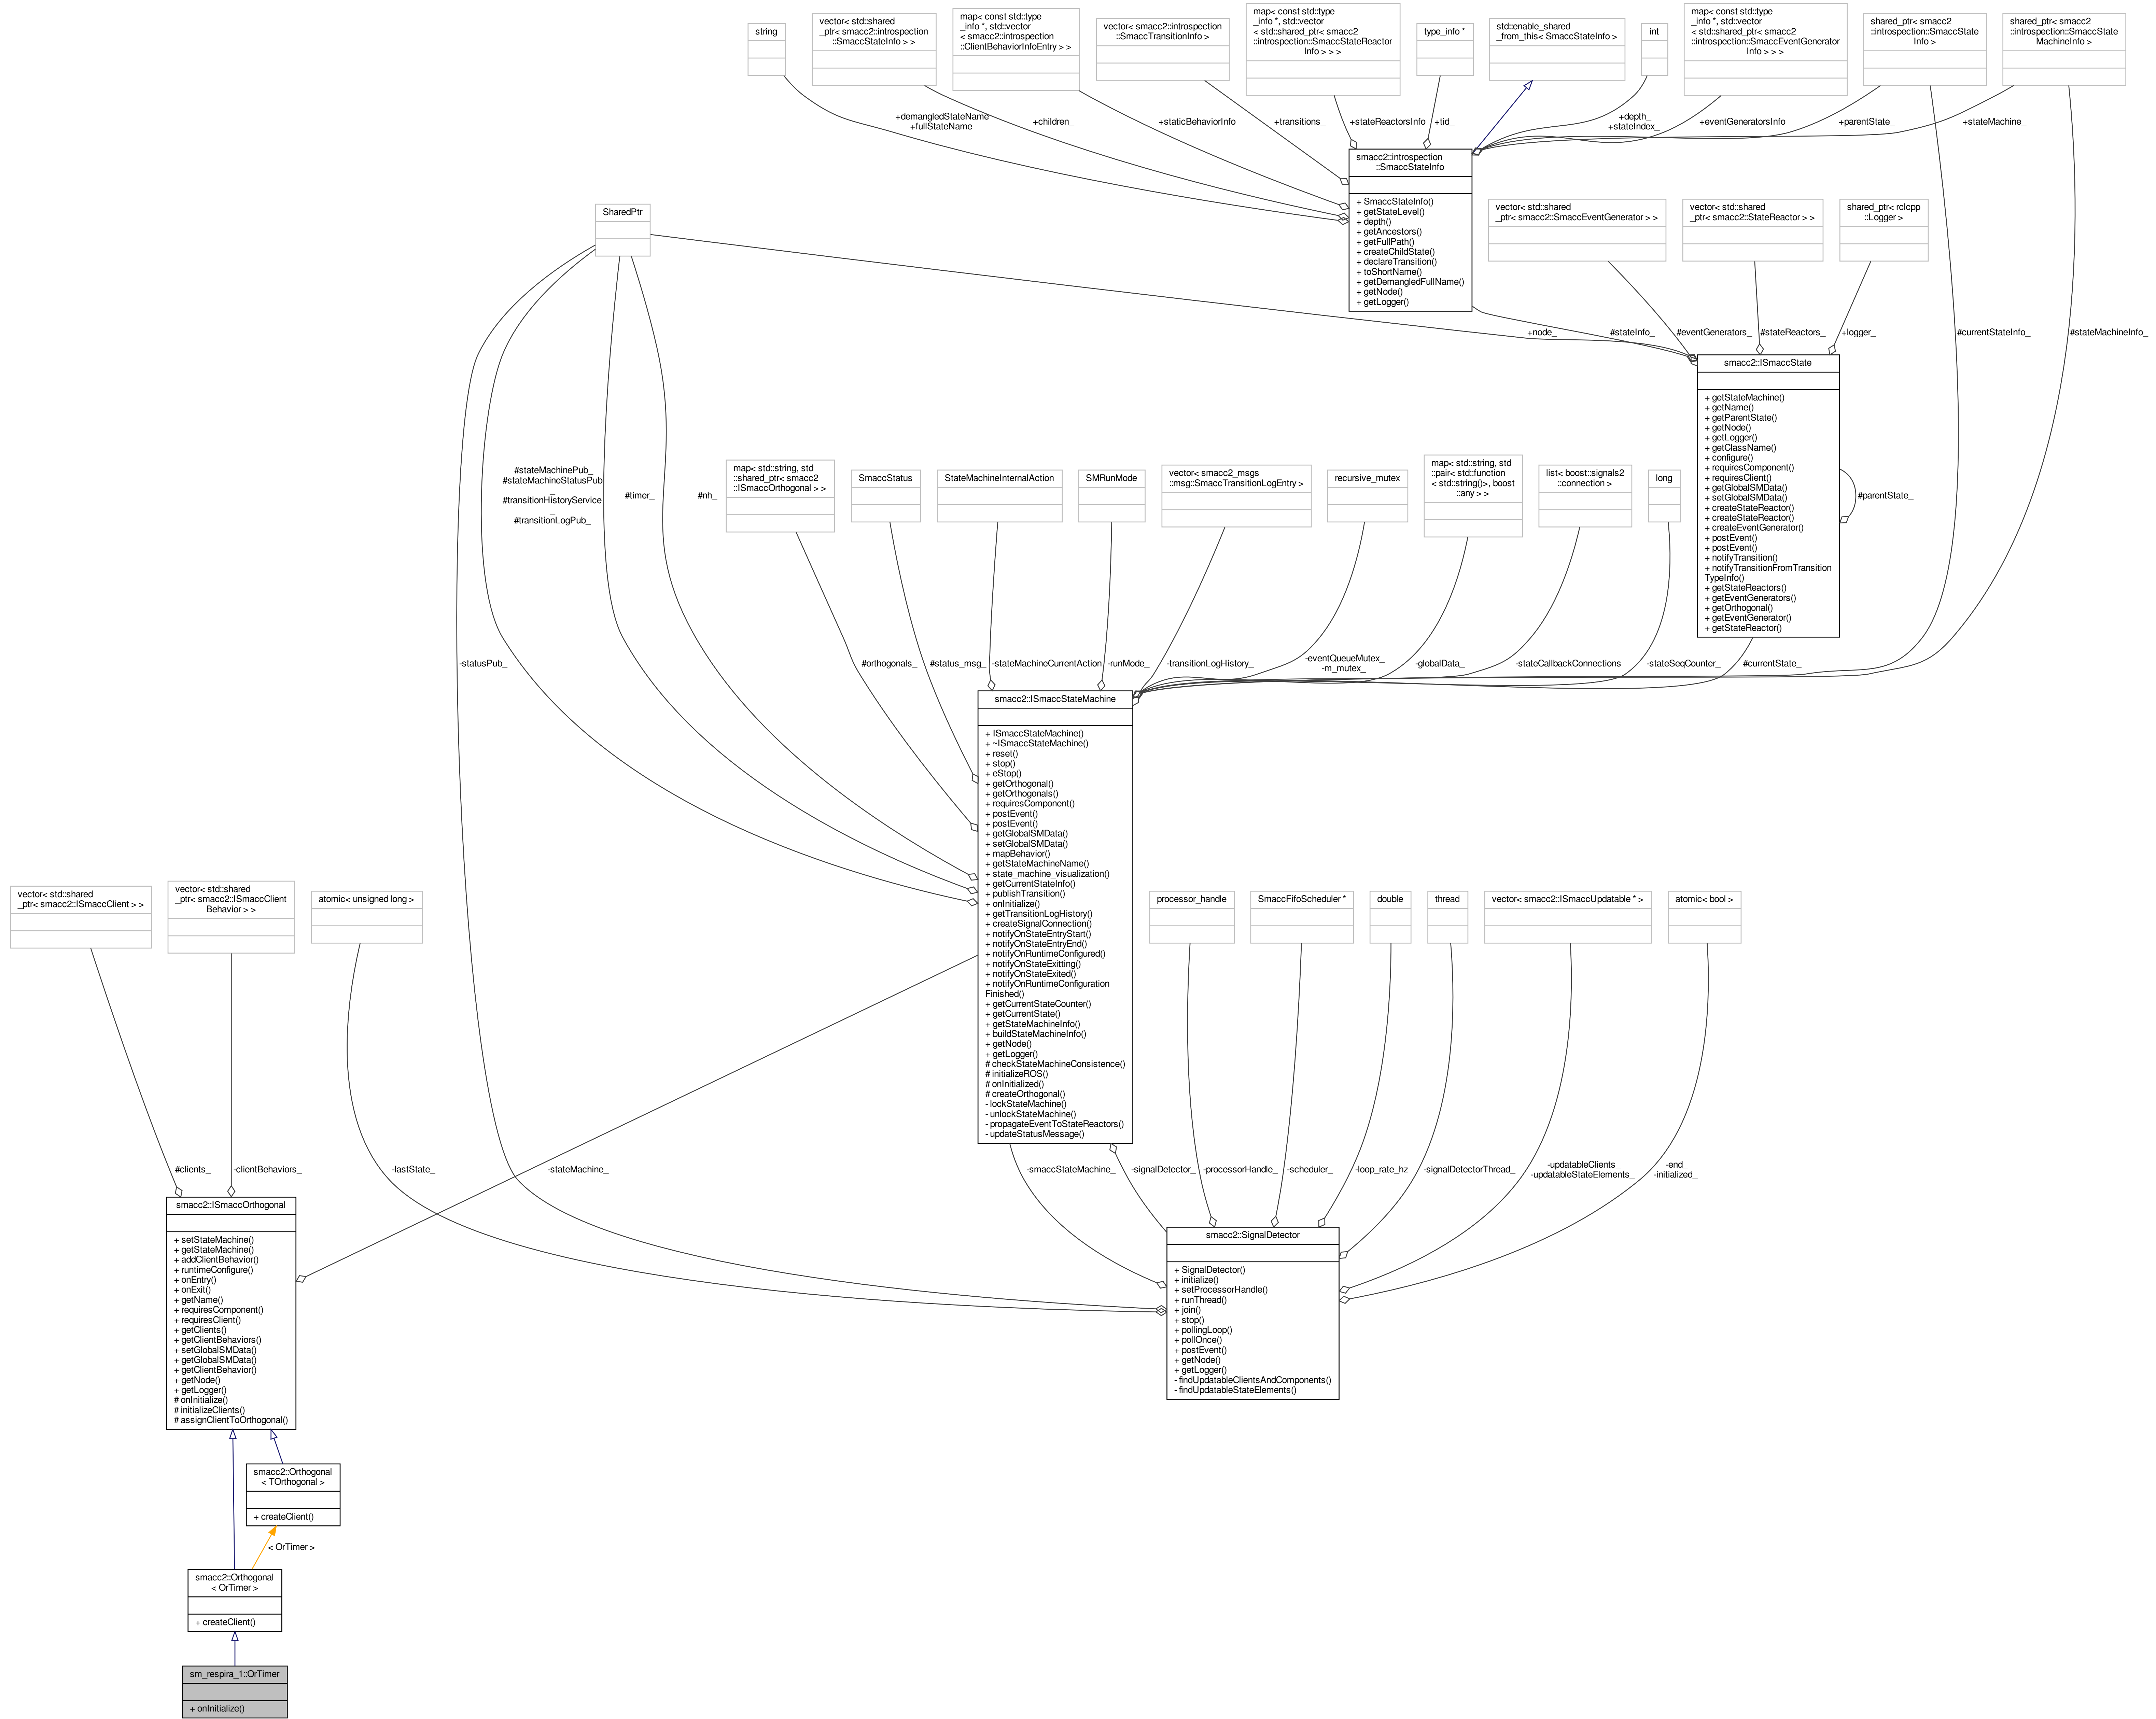 string
vector< std::shared
_ptr< smacc2::introspection
::SmaccStateInfo > >
map< const std::type
_info *, std::vector
< smacc2::introspection
::ClientBehaviorInfoEntry > >
vector< smacc2::introspection
::SmaccTransitionInfo >
map< const std::type
_info *, std::vector
< std::shared_ptr< smacc2
::introspection::SmaccStateReactor
Info > > >
type_info *
std::enable_shared
_from_this< SmaccStateInfo >
int
map< const std::type
_info *, std::vector
< std::shared_ptr< smacc2
::introspection::SmaccEventGenerator
Info > > >
shared_ptr< smacc2
::introspection::SmaccState
Info >
shared_ptr< smacc2
::introspection::SmaccState
MachineInfo >
+demangledStateName
+fullStateName
+children_
+staticBehaviorInfo
+transitions_
+stateReactorsInfo
+tid_
+depth_
+stateIndex_
+eventGeneratorsInfo
+parentState_
+stateMachine_
smacc2::introspection
::SmaccStateInfo
+ SmaccStateInfo()
+ getStateLevel()
+ depth()
+ getAncestors()
+ getFullPath()
+ createChildState()
+ declareTransition()
+ toShortName()
+ getDemangledFullName()
+ getNode()
+ getLogger()
SharedPtr
vector< std::shared
_ptr< smacc2::SmaccEventGenerator > >
vector< std::shared
_ptr< smacc2::StateReactor > >
shared_ptr< rclcpp
::Logger >
+node_
#stateInfo_
#eventGenerators_
#stateReactors_
+logger_
#currentStateInfo_
#stateMachineInfo_
smacc2::ISmaccState
+ getStateMachine()
+ getName()
+ getParentState()
+ getNode()
+ getLogger()
+ getClassName()
+ configure()
+ requiresComponent()
+ requiresClient()
+ getGlobalSMData()
+ setGlobalSMData()
+ createStateReactor()
+ createStateReactor()
+ createEventGenerator()
+ postEvent()
+ postEvent()
+ notifyTransition()
+ notifyTransitionFromTransition
TypeInfo()
+ getStateReactors()
+ getEventGenerators()
+ getOrthogonal()
+ getEventGenerator()
+ getStateReactor()
#parentState_
#stateMachinePub_
#stateMachineStatusPub
_
#transitionHistoryService
_
#transitionLogPub_
#timer_
#nh_
map< std::string, std
::shared_ptr< smacc2
::ISmaccOrthogonal > >
SmaccStatus
StateMachineInternalAction
SMRunMode
vector< smacc2_msgs
::msg::SmaccTransitionLogEntry >
recursive_mutex
map< std::string, std
::pair< std::function
< std::string()>, boost
::any > >
list< boost::signals2
::connection >
long
-statusPub_
#orthogonals_
#status_msg_
-stateMachineCurrentAction
-runMode_
-transitionLogHistory_
-eventQueueMutex_
-m_mutex_
-globalData_
-stateCallbackConnections
-stateSeqCounter_
#currentState_
smacc2::ISmaccStateMachine
+ ISmaccStateMachine()
+ ~ISmaccStateMachine()
+ reset()
+ stop()
+ eStop()
+ getOrthogonal()
+ getOrthogonals()
+ requiresComponent()
+ postEvent()
+ postEvent()
+ getGlobalSMData()
+ setGlobalSMData()
+ mapBehavior()
+ getStateMachineName()
+ state_machine_visualization()
+ getCurrentStateInfo()
+ publishTransition()
+ onInitialize()
+ getTransitionLogHistory()
+ createSignalConnection()
+ notifyOnStateEntryStart()
+ notifyOnStateEntryEnd()
+ notifyOnRuntimeConfigured()
+ notifyOnStateExitting()
+ notifyOnStateExited()
+ notifyOnRuntimeConfiguration
Finished()
+ getCurrentStateCounter()
+ getCurrentState()
+ getStateMachineInfo()
+ buildStateMachineInfo()
+ getNode()
+ getLogger()
# checkStateMachineConsistence()
# initializeROS()
# onInitialized()
# createOrthogonal()
- lockStateMachine()
- unlockStateMachine()
- propagateEventToStateReactors()
- updateStatusMessage()
vector< std::shared
_ptr< smacc2::ISmaccClient > >
vector< std::shared
_ptr< smacc2::ISmaccClient
Behavior > >
atomic< unsigned long >
processor_handle
SmaccFifoScheduler *
double
thread
vector< smacc2::ISmaccUpdatable * >
atomic< bool >
#clients_
-clientBehaviors_
-lastState_
-stateMachine_
-smaccStateMachine_
-signalDetector_
-processorHandle_
-scheduler_
-loop_rate_hz
-signalDetectorThread_
-updatableClients_
-updatableStateElements_
-end_
-initialized_
smacc2::ISmaccOrthogonal
+ setStateMachine()
+ getStateMachine()
+ addClientBehavior()
+ runtimeConfigure()
+ onEntry()
+ onExit()
+ getName()
+ requiresComponent()
+ requiresClient()
+ getClients()
+ getClientBehaviors()
+ setGlobalSMData()
+ getGlobalSMData()
+ getClientBehavior()
+ getNode()
+ getLogger()
# onInitialize()
# initializeClients()
# assignClientToOrthogonal()
smacc2::SignalDetector
+ SignalDetector()
+ initialize()
+ setProcessorHandle()
+ runThread()
+ join()
+ stop()
+ pollingLoop()
+ pollOnce()
+ postEvent()
+ getNode()
+ getLogger()
- findUpdatableClientsAndComponents()
- findUpdatableStateElements()
smacc2::Orthogonal
< TOrthogonal >
+ createClient()
< OrTimer >
smacc2::Orthogonal
< OrTimer >
+ createClient()
sm_respira_1::OrTimer
+ onInitialize()